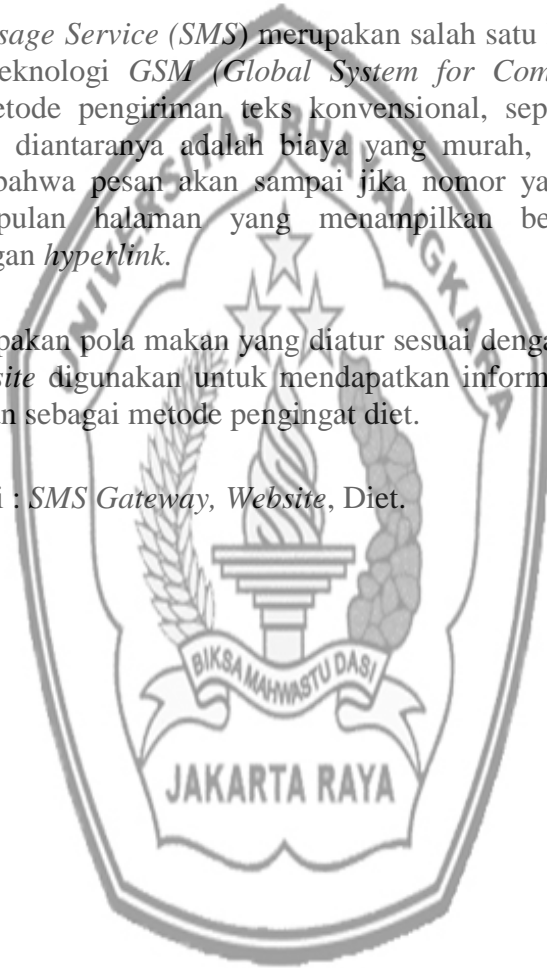 sage Service (SMS) merupakan salah satu
eknologi GSM (Global System for Com
etode pengiriman teks konvensional, sep
diantaranya adalah biaya yang murah,
bahwa pesan akan sampai jika nomor ya
pulan halaman yang menampilkan be
gan hyperlink.
pakan pola makan yang diatur sesuai denga
site digunakan untuk mendapatkan inform
an sebagai metode pengingat diet.
i : SMS Gateway, Website, Diet.
UNIVERSITAS BHAYANGKARA
BIKSA MAHWASTU DASI
JAKARTA RAYA